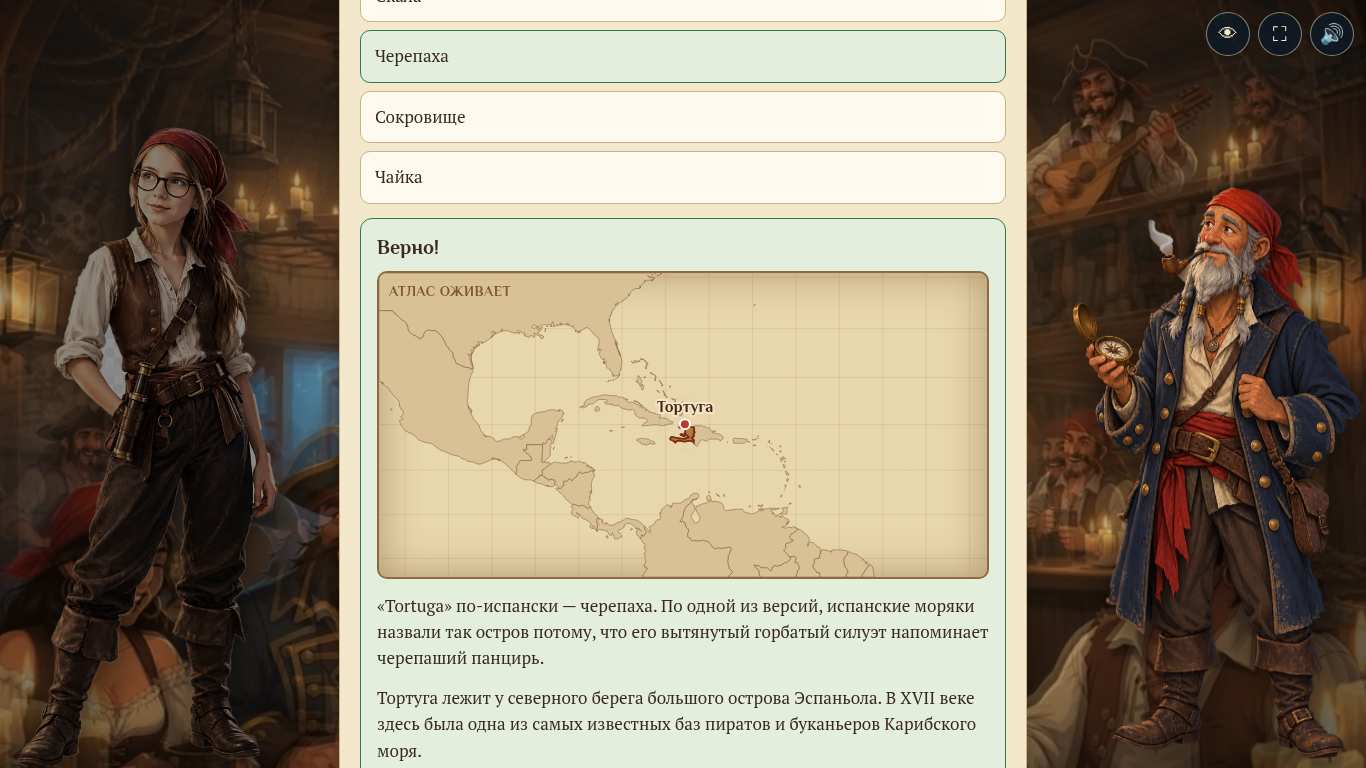 Скала
Черепаха
Сокровище
Чайка
Верно!
АТЛАС ОЖИВАЕТ
Тортуга
«Tortuga» по-испански — черепаха. По одной из версий, испанские моряки
назвали так остров потому, что его вытянутый горбатый силуэт напоминает
черепаший панцирь.
Тортуга лежит у северного берега большого острова Эспаньола. В XVII веке
здесь была одна из самых известных баз пиратов и буканьеров Карибского
моря.